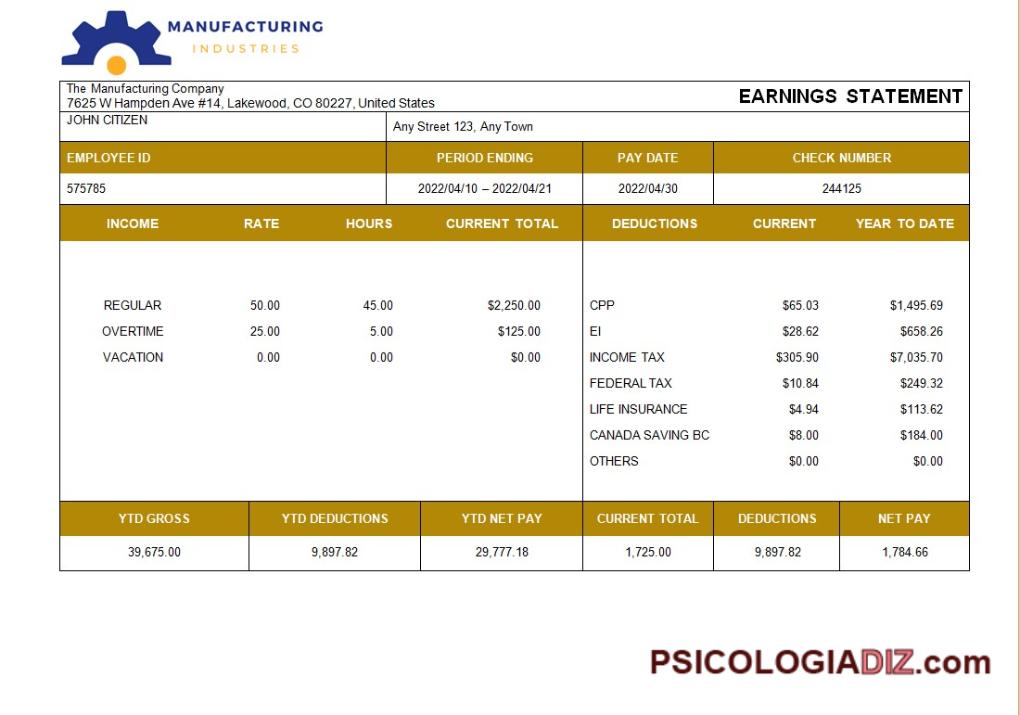 MANUFACTURING
INDUSTRIES
The Manufacturing Company
7625 W Hampden Ave #14, Lakewood, CO 80227, United States
EARNINGS STATEMENT
JOHN CITIZEN
Any Street 123, Any Town
EMPLOYEE ID PERIOD ENDING PAY DATE CHECK NUMBER
575785 2022/04/10 – 2022/04/21 2022/04/30 244125
INCOME RATE HOURS CURRENT TOTAL DEDUCTIONS CURRENT YEAR TO DATE
REGULAR 50.00 45.00 $2,250.00 CPP $65.03 $1,495.69
OVERTIME 25.00 5.00 $125.00 EI $28.62 $658.26
VACATION 0.00 0.00 $0.00 INCOME TAX $305.90 $7,035.70
FEDERAL TAX $10.84 $249.32
LIFE INSURANCE $4.94 $113.62
CANADA SAVING BC $8.00 $184.00
OTHERS $0.00 $0.00
YTD GROSS YTD DEDUCTIONS YTD NET PAY CURRENT TOTAL DEDUCTIONS NET PAY
39,675.00 9,897.82 29,777.18 1,725.00 9,897.82 1,784.66
PSICOLOGIADIZ.com